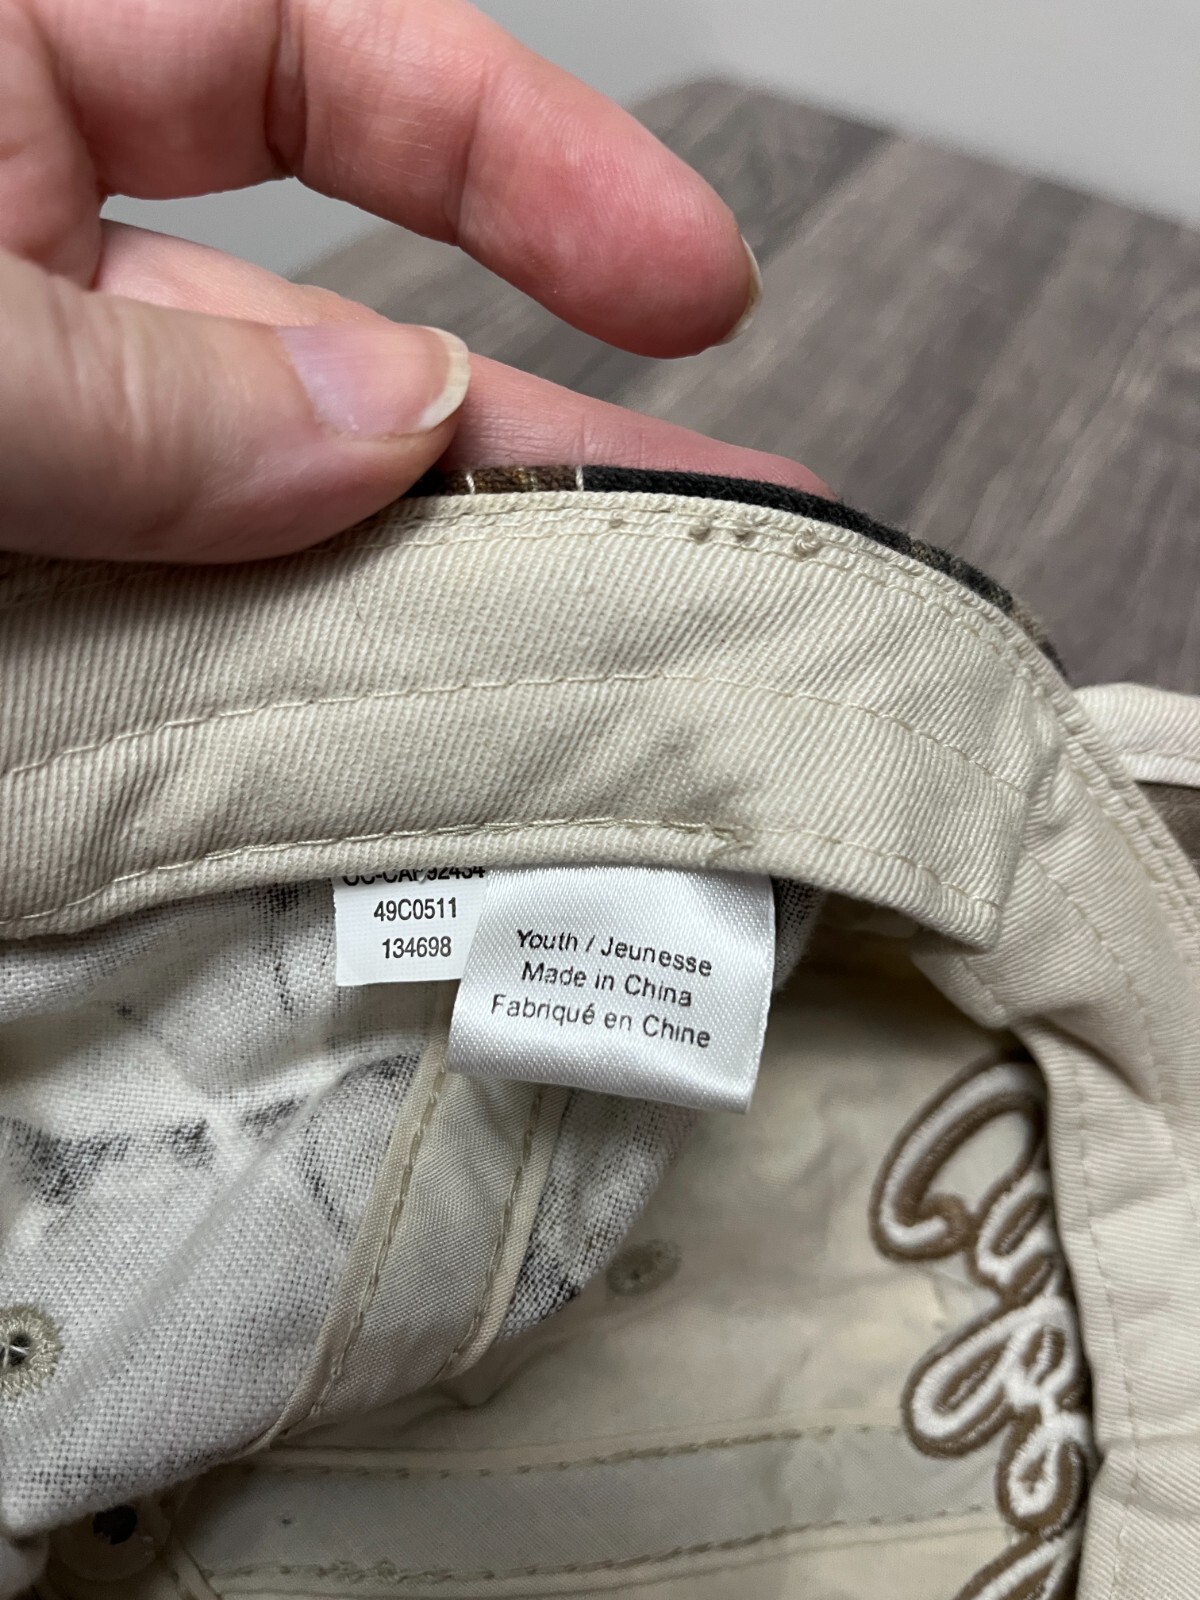 49C0511
134698
Youth / Jeunesse
Made in China
Fabriqué en Chine